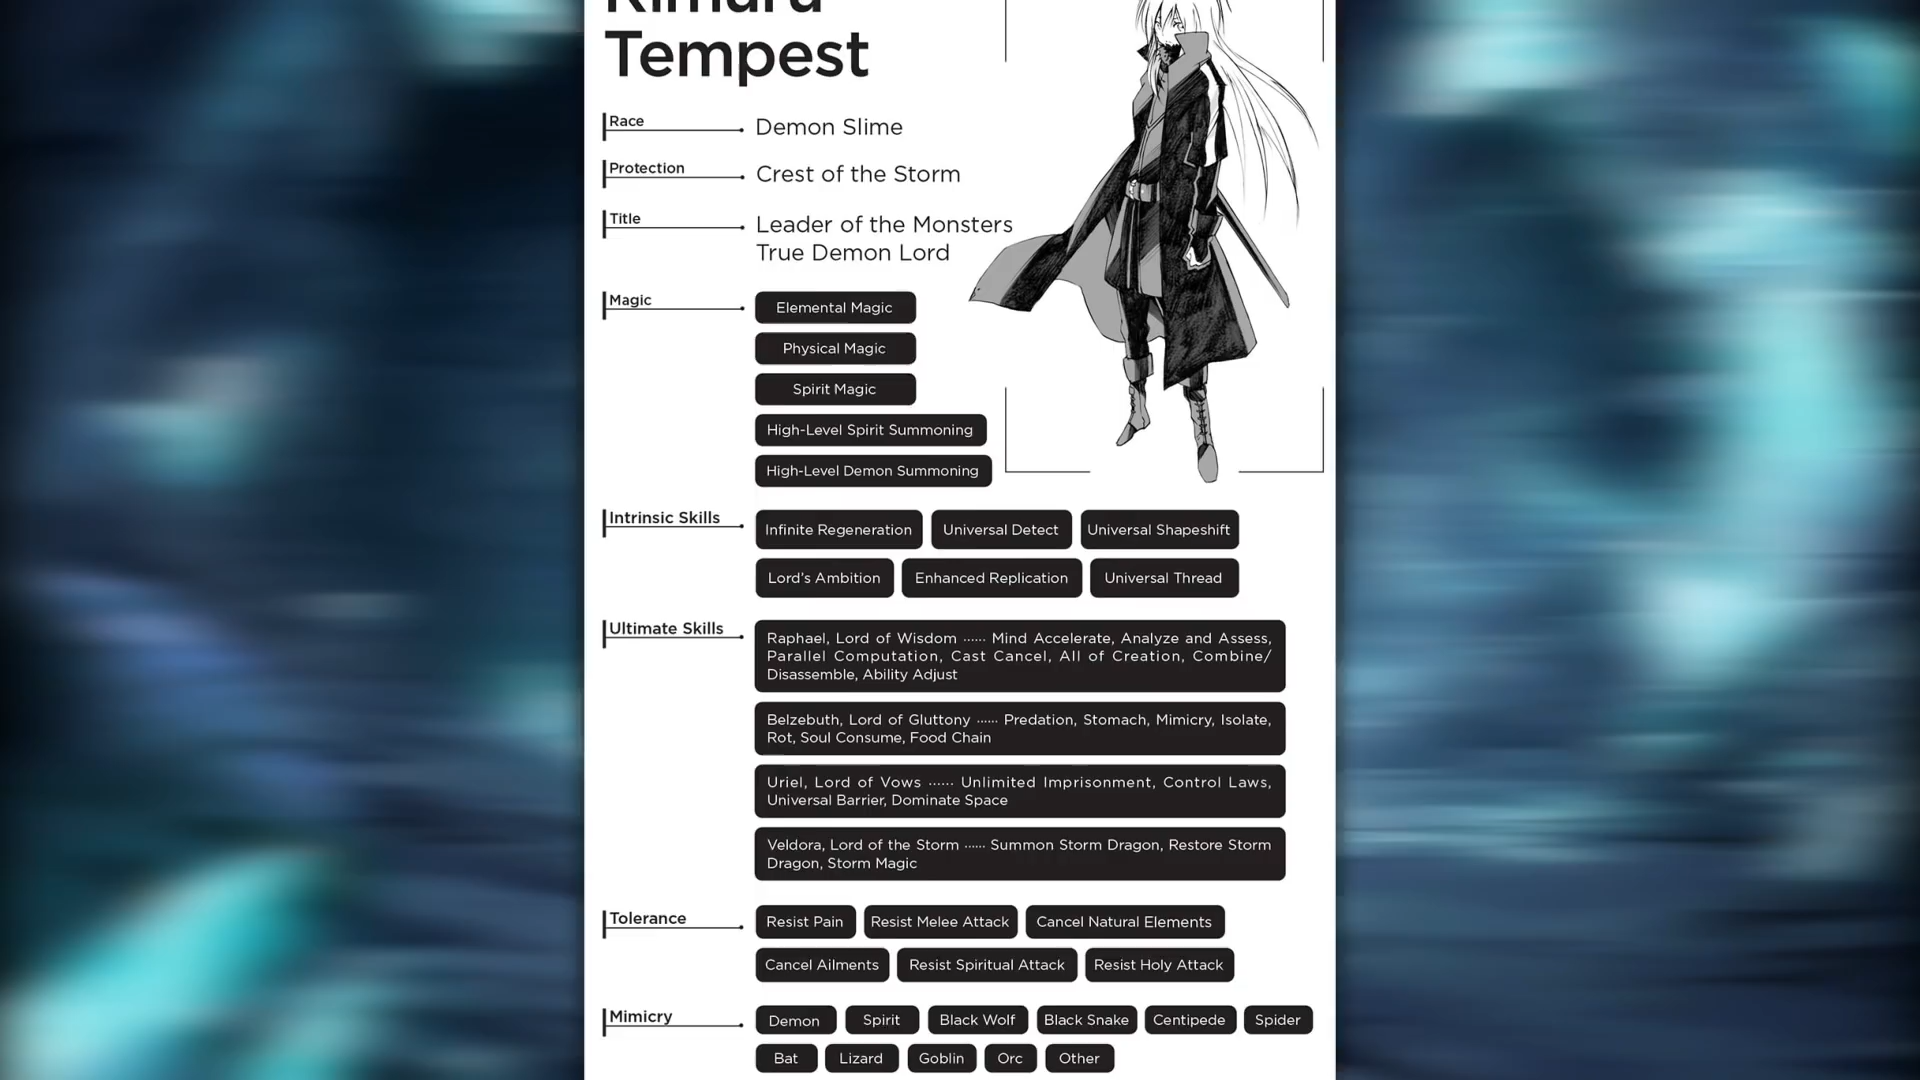 Rimuru
Tempest
Race
Demon Slime
Protection
Crest of the Storm
Title
Leader of the Monsters
True Demon Lord
Magic
Elemental Magic
Physical Magic
Spirit Magic
High-Level Spirit Summoning
High-Level Demon Summoning
Intrinsic Skills
Infinite Regeneration
Universal Detect
Universal Shapeshift
Lord's Ambition
Enhanced Replication
Universal Thread
Ultimate Skills
Raphael, Lord of Wisdom ······ Mind Accelerate, Analyze and Assess,
Parallel Computation, Cast Cancel, All of Creation, Combine/
Disassemble, Ability Adjust
Belzebuth, Lord of Gluttony ······ Predation, Stomach, Mimicry, Isolate,
Rot, Soul Consume, Food Chain
Uriel, Lord of Vows ······ Unlimited Imprisonment, Control Laws,
Universal Barrier, Dominate Space
Veldora, Lord of the Storm ······ Summon Storm Dragon, Restore Storm
Dragon, Storm Magic
Tolerance
Resist Pain
Resist Melee Attack
Cancel Natural Elements
Cancel Ailments
Resist Spiritual Attack
Resist Holy Attack
Mimicry
Demon
Spirit
Black Wolf
Black Snake
Centipede
Spider
Bat
Lizard
Goblin
Orc
Other